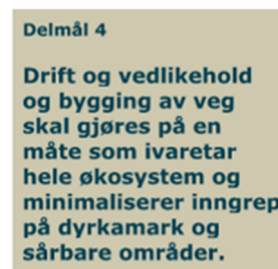 Delmål 4
Drift og vedlikehold
og bygging av veg
skal gjøres på en
måte som ivaretar
hele økosystem og
minimaliserer inngrep
på dyrkamark og
sårbare områder.